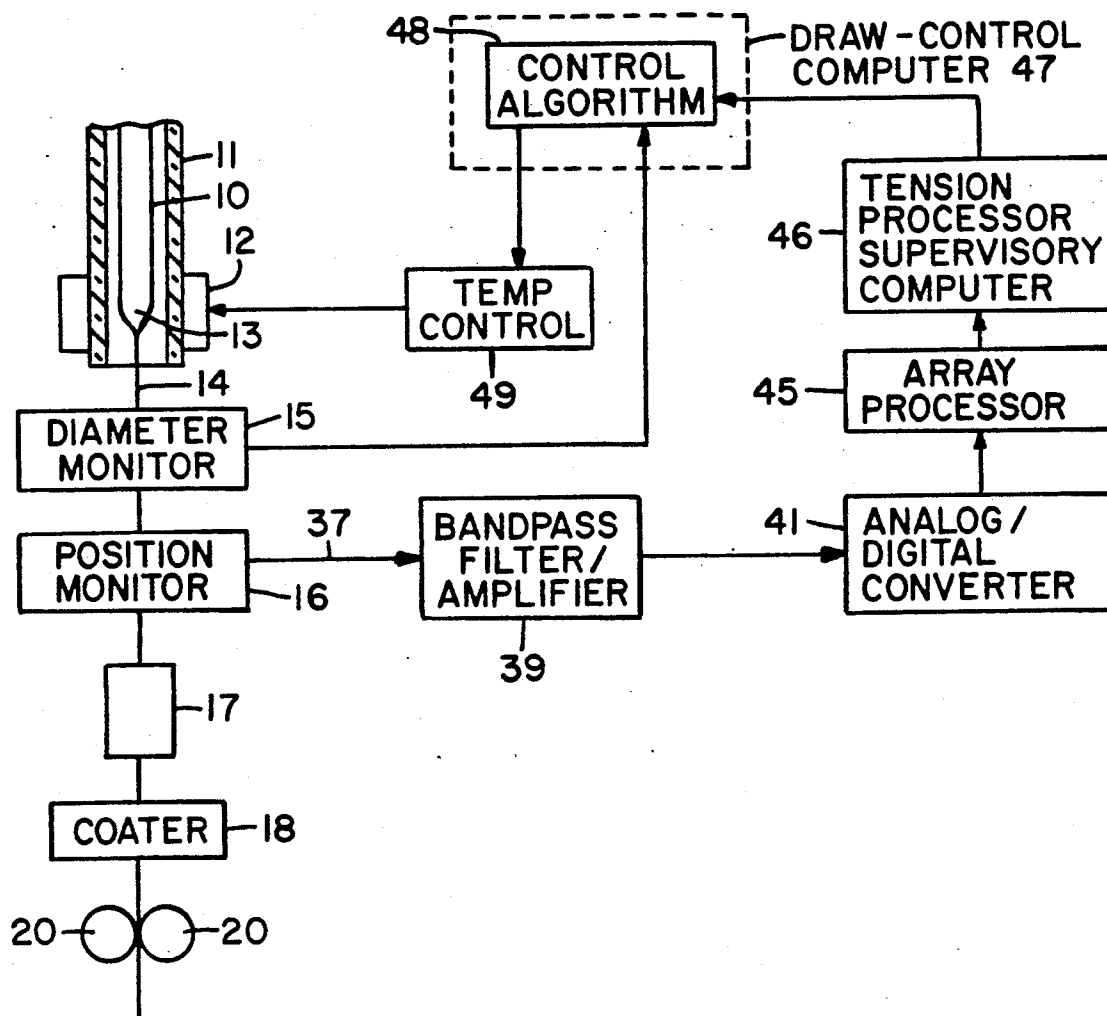 48
CONTROL
ALGORITHM
DRAW-CONTROL
COMPUTER 47
11
10
12
13
14
TEMP
CONTROL
49
46
TENSION
PROCESSOR
SUPERVISORY
COMPUTER
45
ARRAY
PROCESSOR
15
DIAMETER
MONITOR
37
POSITION
MONITOR
16
BANDPASS
FILTER/
AMPLIFIER
39
41
ANALOG/
DIGITAL
CONVERTER
17
COATER
18
20
20